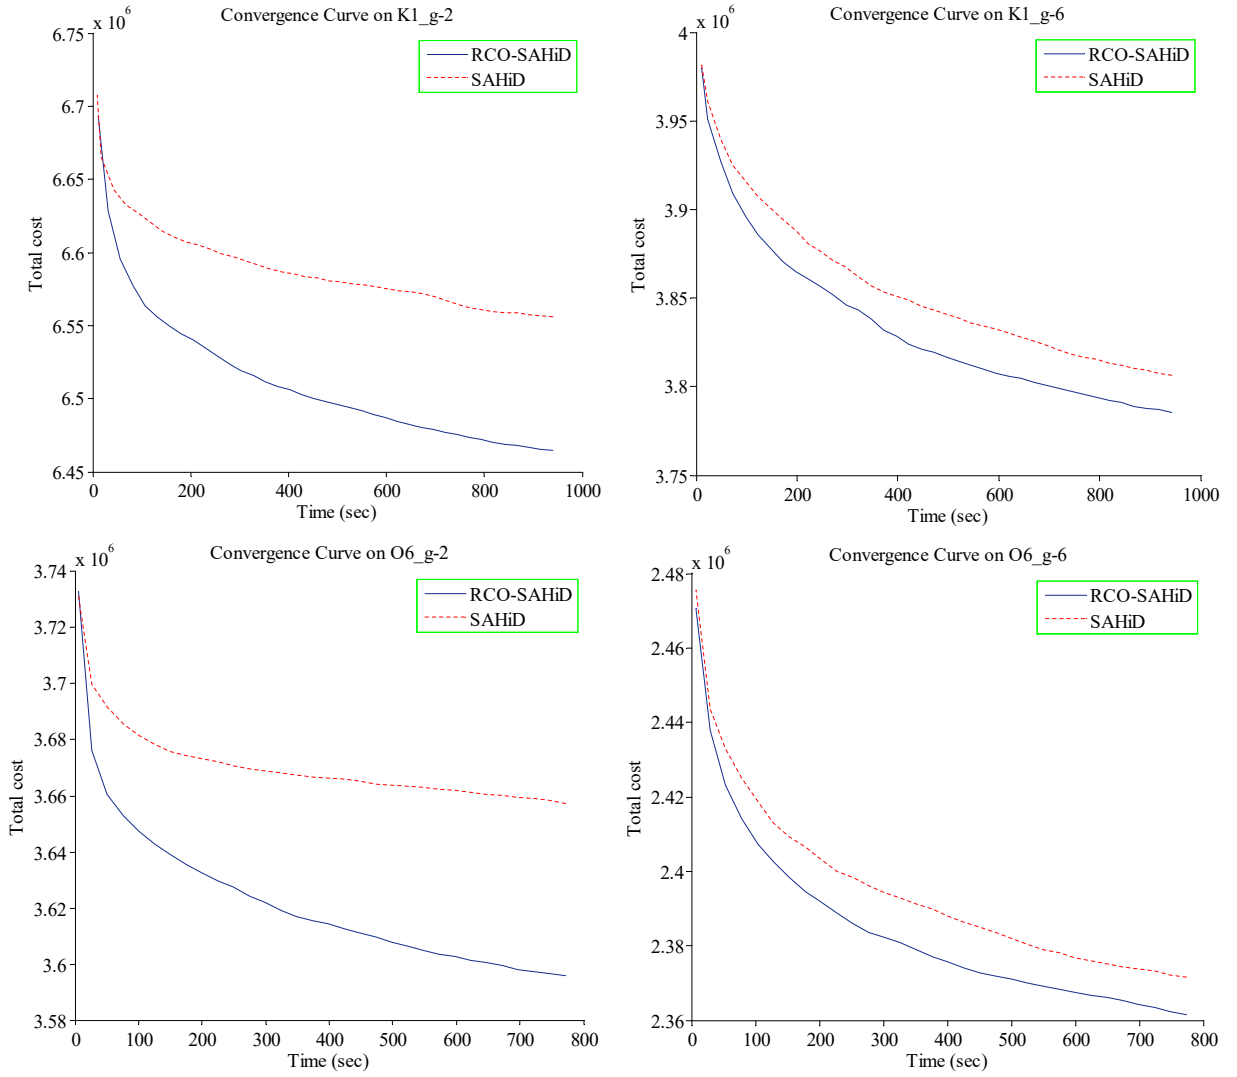 Convergence Curve on K1_g-2
x 10^6
6.75
6.7
6.65
6.6
6.55
6.5
6.45
Total cost
RCO-SAHiD
SAHiD
0 200 400 600 800 1000
Time (sec)
Convergence Curve on K1_g-6
x 10^6
4
3.95
3.9
3.85
3.8
3.75
Total cost
RCO-SAHiD
SAHiD
0 200 400 600 800 1000
Time (sec)
Convergence Curve on O6_g-2
x 10^6
3.74
3.72
3.7
3.68
3.66
3.64
3.62
3.6
3.58
Total cost
RCO-SAHiD
SAHiD
0 100 200 300 400 500 600 700 800
Time (sec)
Convergence Curve on O6_g-6
x 10^6
2.48
2.46
2.44
2.42
2.4
2.38
2.36
Total cost
RCO-SAHiD
SAHiD
0 100 200 300 400 500 600 700 800
Time (sec)